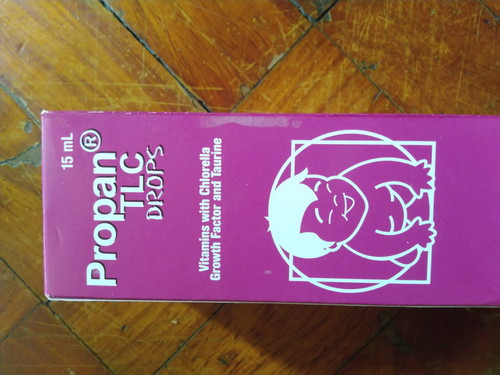 15 mL
Propan®
TLC
DROPS
Vitamins with Chlorella
Growth Factor and Taurine